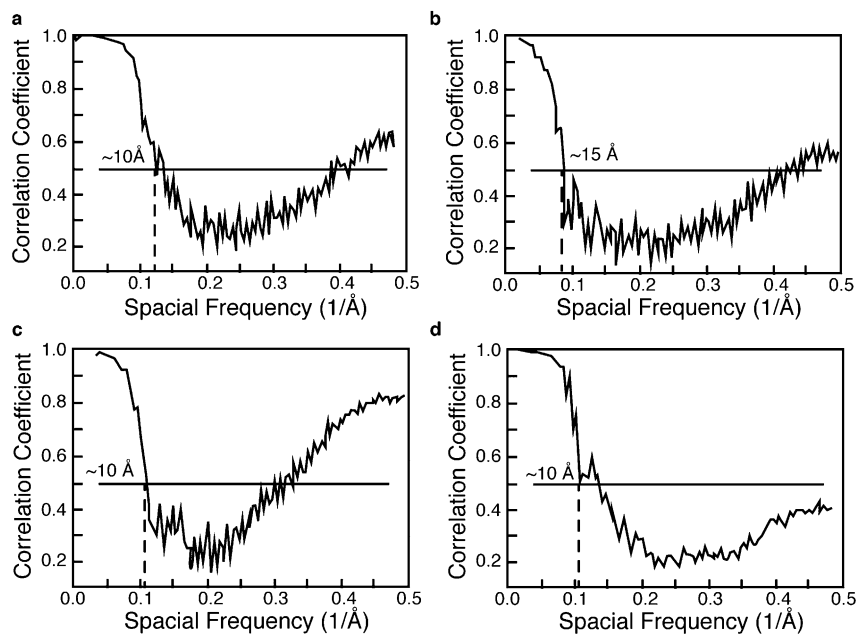 a
Correlation Coefficient
1.0
0.8
0.6
0.4
0.2
~10Å
0.0 0.1 0.2 0.3 0.4 0.5
Spacial Frequency (1/Å)
b
Correlation Coefficient
1.0
0.8
0.6
0.4
0.2
~15 Å
0.0 0.1 0.2 0.3 0.4 0.5
Spacial Frequency (1/Å)
c
Correlation Coefficient
1.0
0.8
0.6
0.4
0.2
~10 Å
0.0 0.1 0.2 0.3 0.4 0.5
Spacial Frequency (1/Å)
d
Correlation Coefficient
1.0
0.8
0.6
0.4
0.2
~10 Å
0.0 0.1 0.2 0.3 0.4 0.5
Spacial Frequency (1/Å)